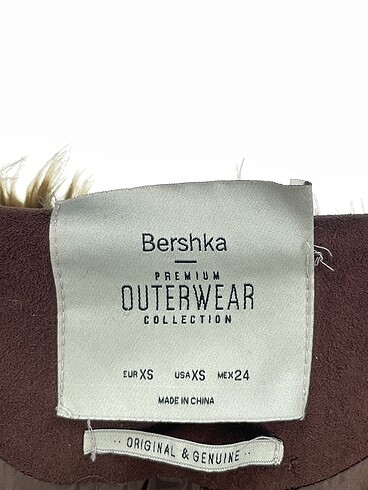 Bershka
PREMIUM
OUTERWEAR
COLLECTION
EUR XS USA XS MEX 24
MADE IN CHINA
·· ORIGINAL & GENUINE ··